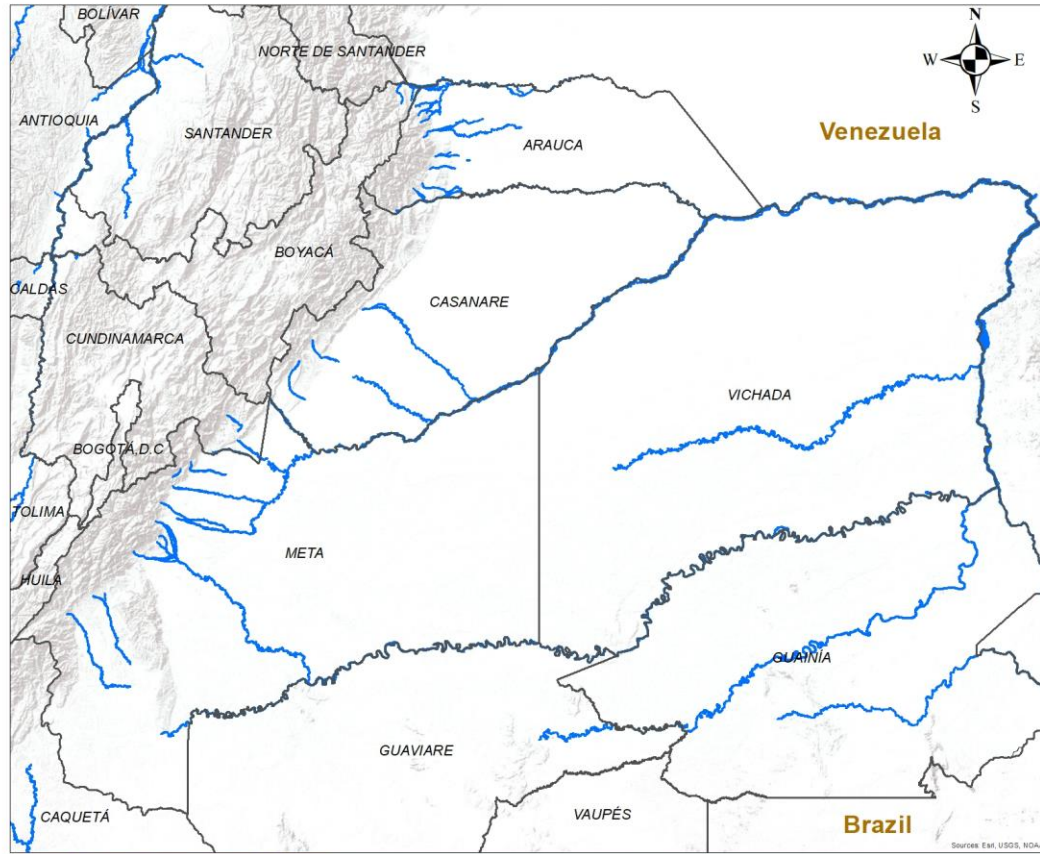 BOLÍVAR
NORTE DE SANTANDER
N
W
E
S
ANTIOQUIA
SANTANDER
ARAUCA
Venezuela
BOYACÁ
CALDAS
CASANARE
CUNDINAMARCA
VICHADA
BOGOTÁ, D.C
TOLIMA
META
HUILA
GUAINÍA
GUAVIARE
CAQUETÁ
VAUPÉS
Brazil
Sources: Esri, USGS, NOAA